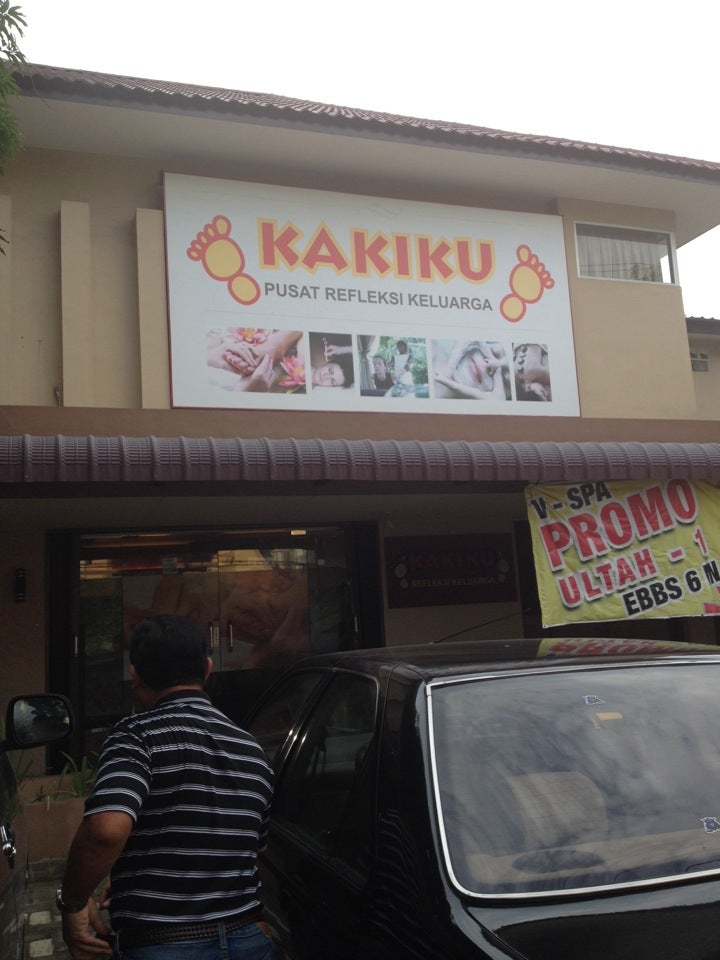 KAKIKU
PUSAT REFLEKSI KELUARGA
KAKIKU
REFLEKSI KELUARGA
V - SPA
PROMO
ULTAH - 1
EBBS 6